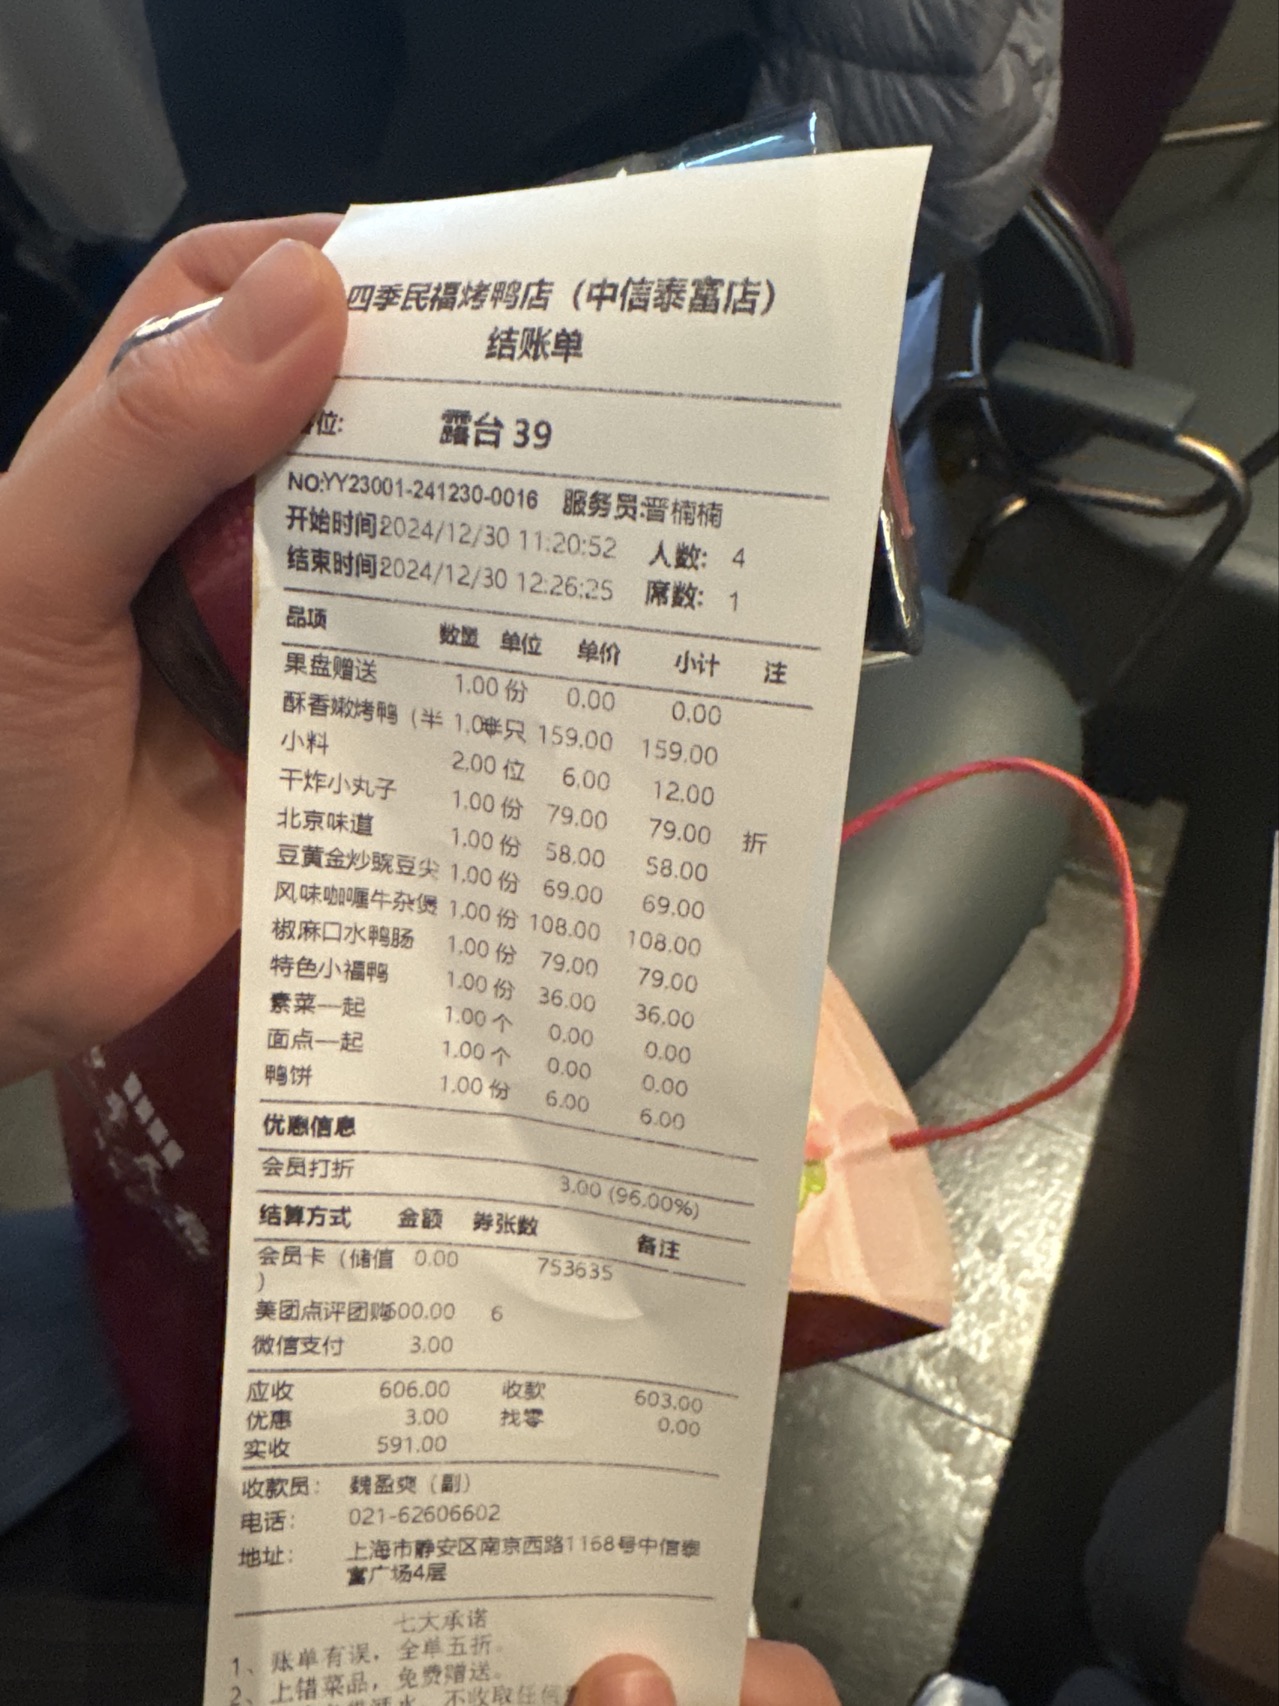 四季民福烤鸭店（中信泰富店）
结账单
位: 露台 39
NO:YY23001-241230-0016 服务员:晋楠楠
开始时间2024/12/30 11:20:52 人数: 4
结束时间2024/12/30 12:26:25 席数: 1
品项 数量 单位 单价 小计 注
果盘赠送 1.00 份 0.00 0.00
酥香嫩烤鸭（半 1.00半只 159.00 159.00
小料 2.00 位 6.00 12.00
干炸小丸子 1.00 份 79.00 79.00 折
北京味道 1.00 份 58.00 58.00
豆黄金炒豌豆尖 1.00 份 69.00 69.00
风味咖喱牛杂煲 1.00 份 108.00 108.00
椒麻口水鸭肠 1.00 份 79.00 79.00
特色小福鸭 1.00 份 36.00 36.00
素菜一起 1.00 个 0.00 0.00
面点一起 1.00 个 0.00 0.00
鸭饼 1.00 份 6.00 6.00
优惠信息
会员打折 3.00 (96.00%)
结算方式 金额 券张数 备注
会员卡（储值 0.00 753635
）
美团点评团购600.00 6
微信支付 3.00
应收 606.00 收款 603.00
优惠 3.00 找零 0.00
实收 591.00
收款员: 魏盈爽（副）
电话: 021-62606602
地址: 上海市静安区南京西路1168号中信泰
富广场4层
七大承诺
1、账单有误，全单五折。
2、上错菜品，免费赠送。
酒水，不收取任何